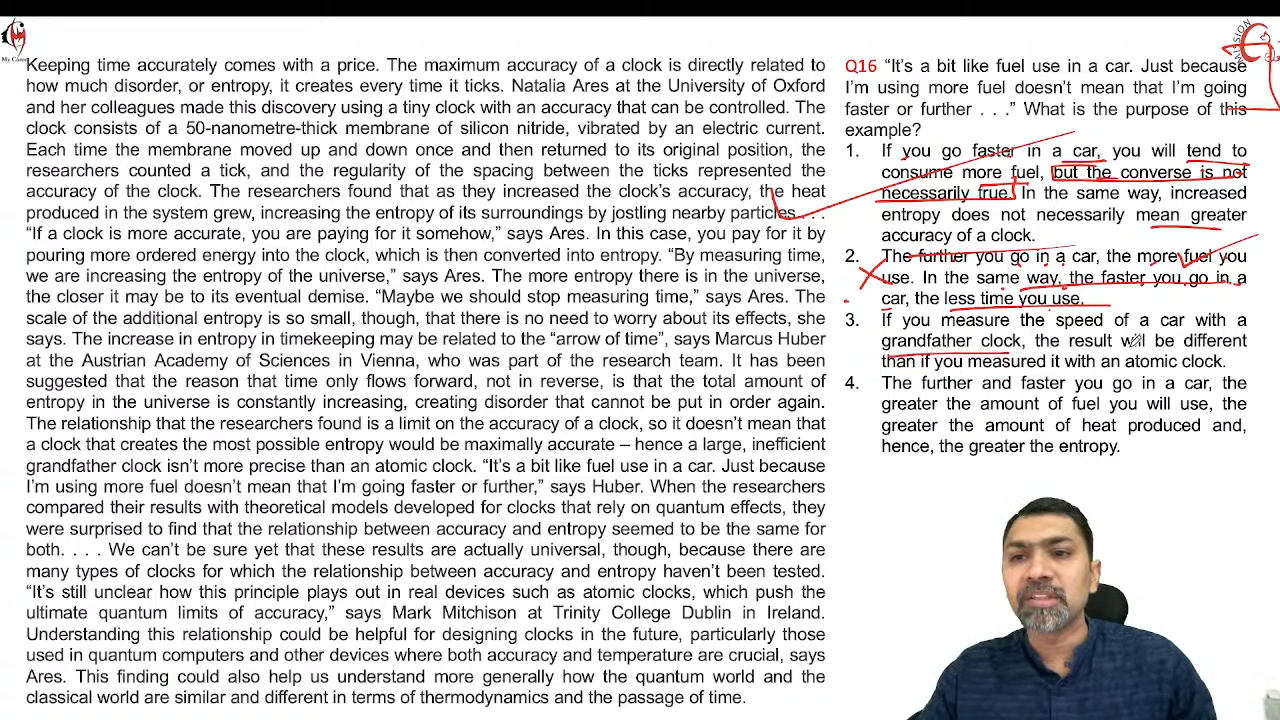 My Career
MISSION
Keeping time accurately comes with a price. The maximum accuracy of a clock is directly related to
how much disorder, or entropy, it creates every time it ticks. Natalia Ares at the University of Oxford
and her colleagues made this discovery using a tiny clock with an accuracy that can be controlled. The
clock consists of a 50-nanometre-thick membrane of silicon nitride, vibrated by an electric current.
Each time the membrane moved up and down once and then returned to its original position, the
researchers counted a tick, and the regularity of the spacing between the ticks represented the
accuracy of the clock. The researchers found that as they increased the clock's accuracy, the heat
produced in the system grew, increasing the entropy of its surroundings by jostling nearby particles . . .
“If a clock is more accurate, you are paying for it somehow,” says Ares. In this case, you pay for it by
pouring more ordered energy into the clock, which is then converted into entropy. “By measuring time,
we are increasing the entropy of the universe,” says Ares. The more entropy there is in the universe,
the closer it may be to its eventual demise. “Maybe we should stop measuring time,” says Ares. The
scale of the additional entropy is so small, though, that there is no need to worry about its effects, she
says. The increase in entropy in timekeeping may be related to the “arrow of time”, says Marcus Huber
at the Austrian Academy of Sciences in Vienna, who was part of the research team. It has been
suggested that the reason that time only flows forward, not in reverse, is that the total amount of
entropy in the universe is constantly increasing, creating disorder that cannot be put in order again.
The relationship that the researchers found is a limit on the accuracy of a clock, so it doesn't mean that
a clock that creates the most possible entropy would be maximally accurate – hence a large, inefficient
grandfather clock isn't more precise than an atomic clock. “It's a bit like fuel use in a car. Just because
I'm using more fuel doesn't mean that I'm going faster or further,” says Huber. When the researchers
compared their results with theoretical models developed for clocks that rely on quantum effects, they
were surprised to find that the relationship between accuracy and entropy seemed to be the same for
both. . . . We can't be sure yet that these results are actually universal, though, because there are
many types of clocks for which the relationship between accuracy and entropy haven't been tested.
“It's still unclear how this principle plays out in real devices such as atomic clocks, which push the
ultimate quantum limits of accuracy,” says Mark Mitchison at Trinity College Dublin in Ireland.
Understanding this relationship could be helpful for designing clocks in the future, particularly those
used in quantum computers and other devices where both accuracy and temperature are crucial, says
Ares. This finding could also help us understand more generally how the quantum world and the
classical world are similar and different in terms of thermodynamics and the passage of time.
Q16 “It's a bit like fuel use in a car. Just because
I'm using more fuel doesn't mean that I'm going
faster or further . . .” What is the purpose of this
example?
1. If you go faster in a car, you will tend to
consume more fuel, but the converse is not
necessarily true. In the same way, increased
entropy does not necessarily mean greater
accuracy of a clock.
2. The further you go in a car, the more fuel you
use. In the same way, the faster you go in a
car, the less time you use.
3. If you measure the speed of a car with a
grandfather clock, the result will be different
than if you measured it with an atomic clock.
4. The further and faster you go in a car, the
greater the amount of fuel you will use, the
greater the amount of heat produced and,
hence, the greater the entropy.